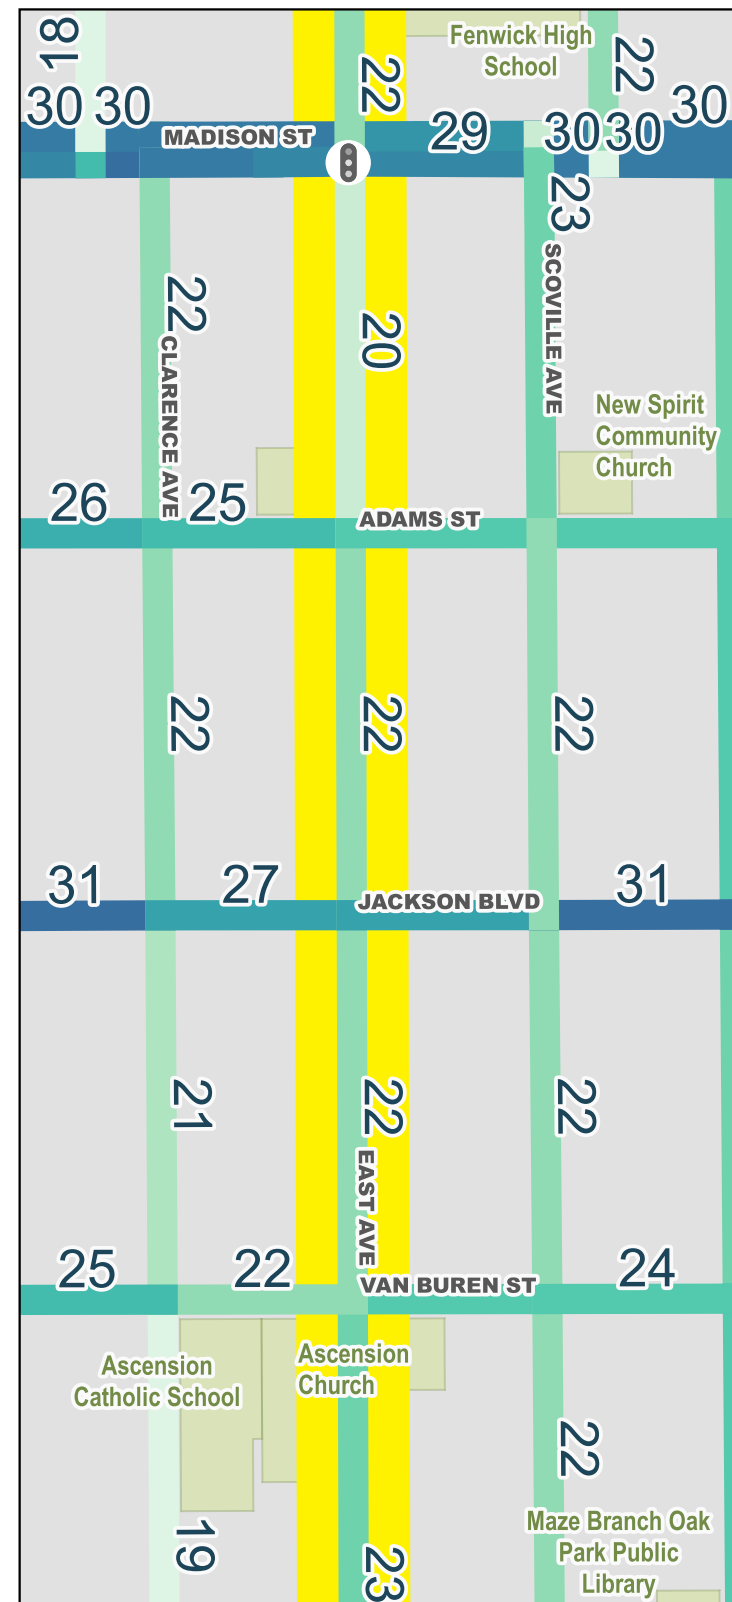 18
22
Fenwick High
School
22
30
30
30
MADISON ST
29
30
30
23
22
CLARENCE AVE
20
SCOVILLE AVE
New Spirit
Community
Church
26
25
ADAMS ST
22
22
22
31
27
JACKSON BLVD
31
21
22
22
EAST AVE
25
22
VAN BUREN ST
24
Ascension
Catholic School
Ascension
Church
22
19
23
Maze Branch Oak
Park Public
Library